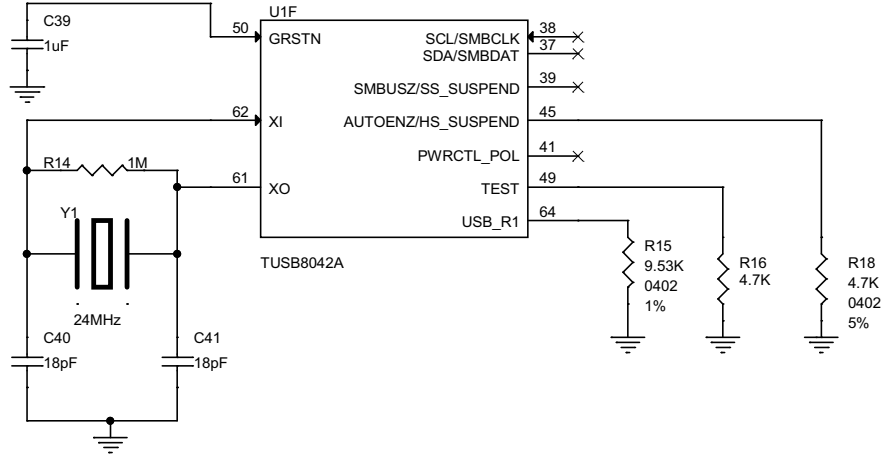 U1F
C39
1uF
50
GRSTN
SCL/SMBCLK
38
SDA/SMBDAT
37
SMBUSZ/SS_SUSPEND
39
62
XI
AUTOENZ/HS_SUSPEND
45
R14
1M
PWRCTL_POL
41
61
XO
TEST
49
Y1
USB_R1
64
TUSB8042A
R15
9.53K
0402
1%
R16
4.7K
R18
4.7K
0402
5%
24MHz
C40
18pF
C41
18pF